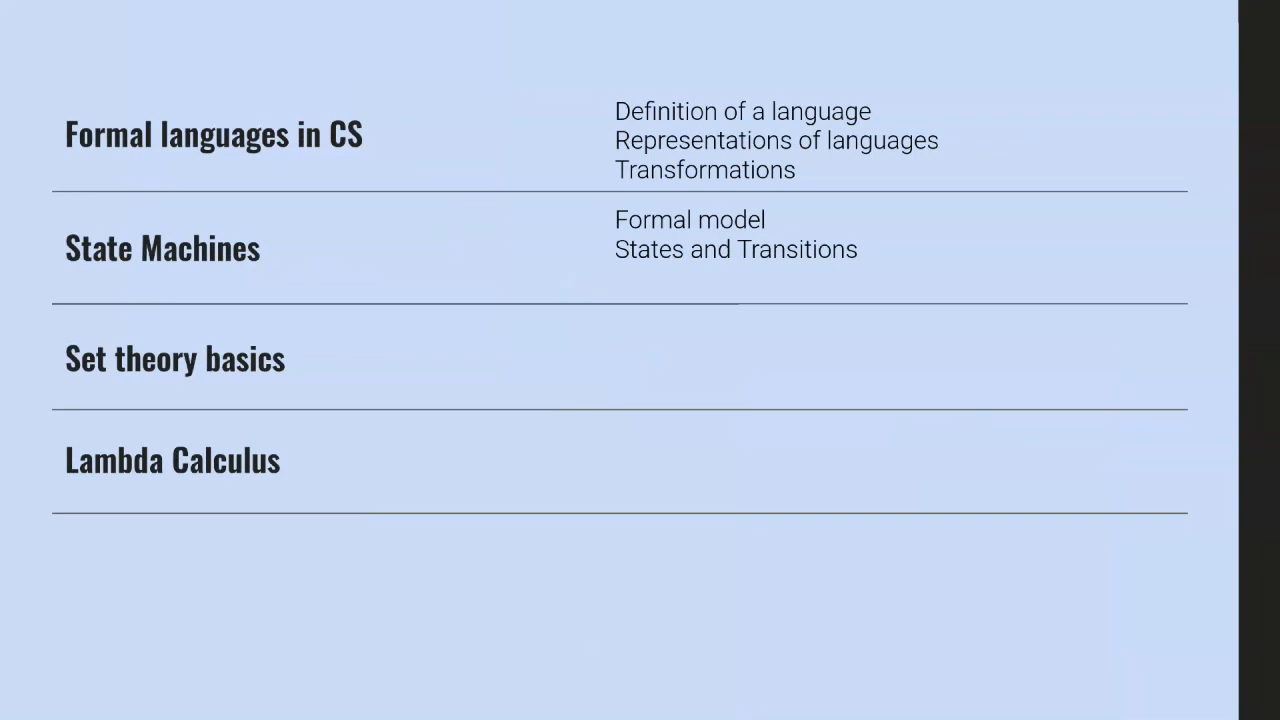 Formal languages in CS
Definition of a language
Representations of languages
Transformations
State Machines
Formal model
States and Transitions
Set theory basics
Lambda Calculus